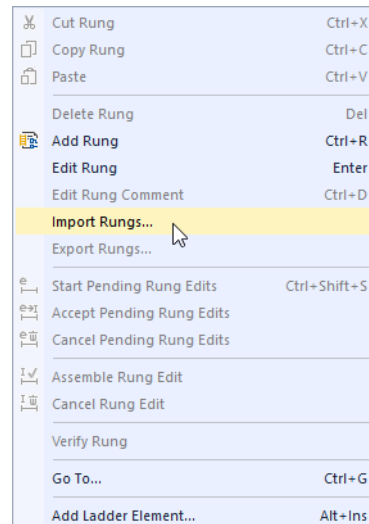 Cut Rung Ctrl+X
Copy Rung Ctrl+C
Paste Ctrl+V
Delete Rung Del
Add Rung Ctrl+R
Edit Rung Enter
Edit Rung Comment Ctrl+D
Import Rungs...
Export Rungs...
Start Pending Rung Edits Ctrl+Shift+S
Accept Pending Rung Edits
Cancel Pending Rung Edits
Assemble Rung Edit
Cancel Rung Edit
Verify Rung
Go To... Ctrl+G
Add Ladder Element... Alt+Ins